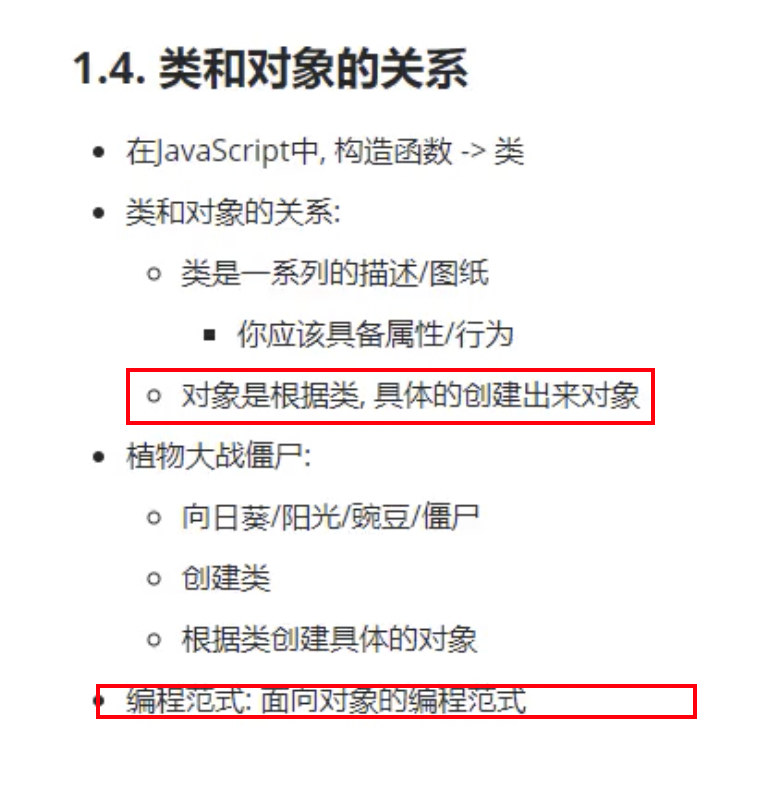 1.4. 类和对象的关系
在JavaScript中, 构造函数 -> 类
类和对象的关系:
类是一系列的描述/图纸
你应该具备属性/行为
对象是根据类, 具体的创建出来对象
植物大战僵尸:
向日葵/阳光/豌豆/僵尸
创建类
根据类创建具体的对象
编程范式: 面向对象的编程范式